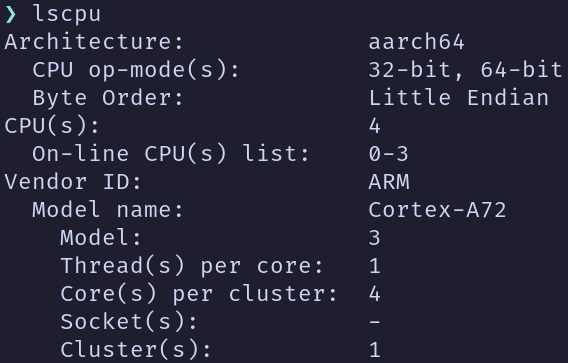 ❯ lscpu
Architecture: aarch64
CPU op-mode(s): 32-bit, 64-bit
Byte Order: Little Endian
CPU(s): 4
On-line CPU(s) list: 0-3
Vendor ID: ARM
Model name: Cortex-A72
Model: 3
Thread(s) per core: 1
Core(s) per cluster: 4
Socket(s): -
Cluster(s): 1